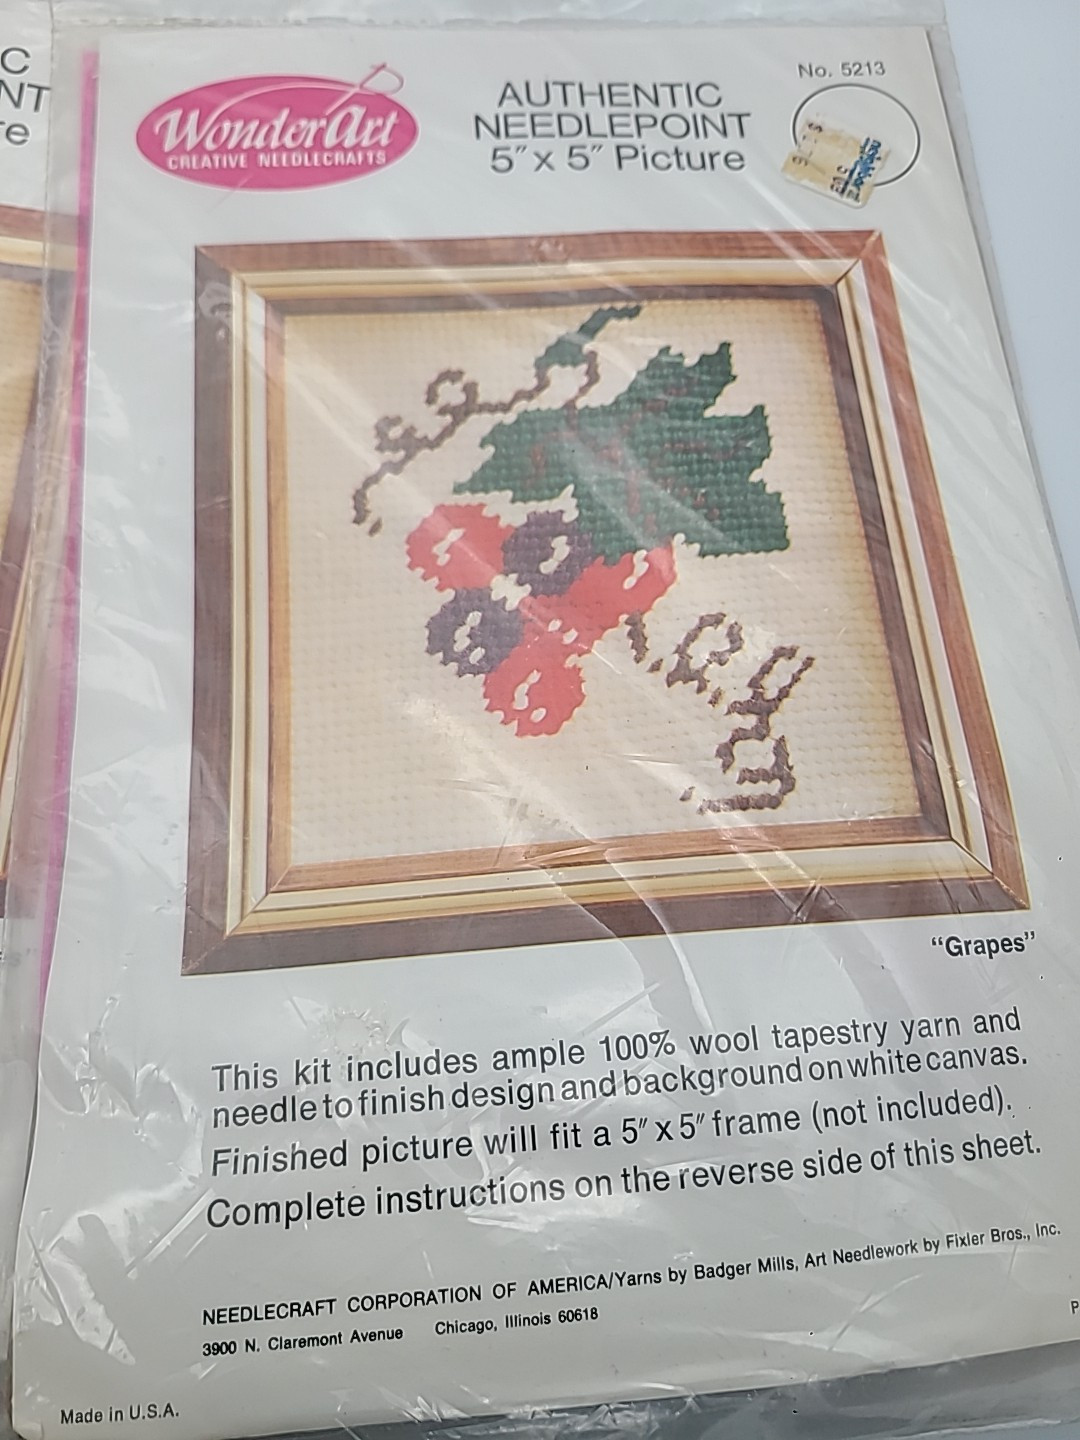 C
NT
re
WonderArt
CREATIVE NEEDLECRAFTS
AUTHENTIC
NEEDLEPOINT
5" x 5" Picture
No. 5213
"Grapes"
This kit includes ample 100% wool tapestry yarn and
needle to finish design and background on white canvas.
Finished picture will fit a 5" x 5" frame (not included).
Complete instructions on the reverse side of this sheet.
NEEDLECRAFT CORPORATION OF AMERICA/Yarns by Badger Mills, Art Needlework by Fixler Bros., Inc.
3900 N. Claremont Avenue Chicago, Illinois 60618
P
Made in U.S.A.